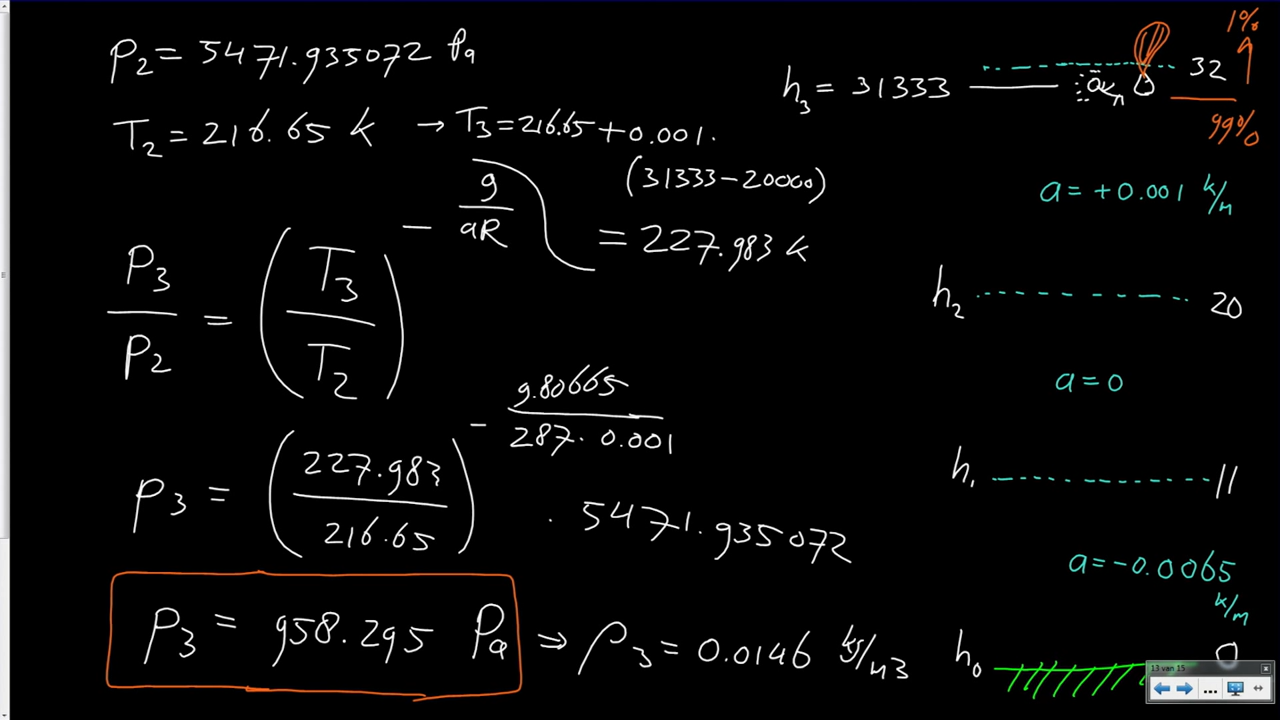 p₂ = 5471.935072 Pa
T₂ = 216.65 K → T₃ = 216.65 + 0.001.
(31333 - 20000)
= 227.983 K
p₃ / p₂ = (T₃ / T₂) - g / aR
p₃ = (227.983 / 216.65) - 9.80665 / 287. 0.001
. 5471.935072
p₃ = 958.295 Pa ⇒ ρ₃ = 0.0146 kg/m3
1%
h₃ = 31333
32
99%
a = +0.001 K/m
h₂ 20
a = 0
h₁ 11
a = -0.0065
K/m
h₀ 0
13 van 15
...